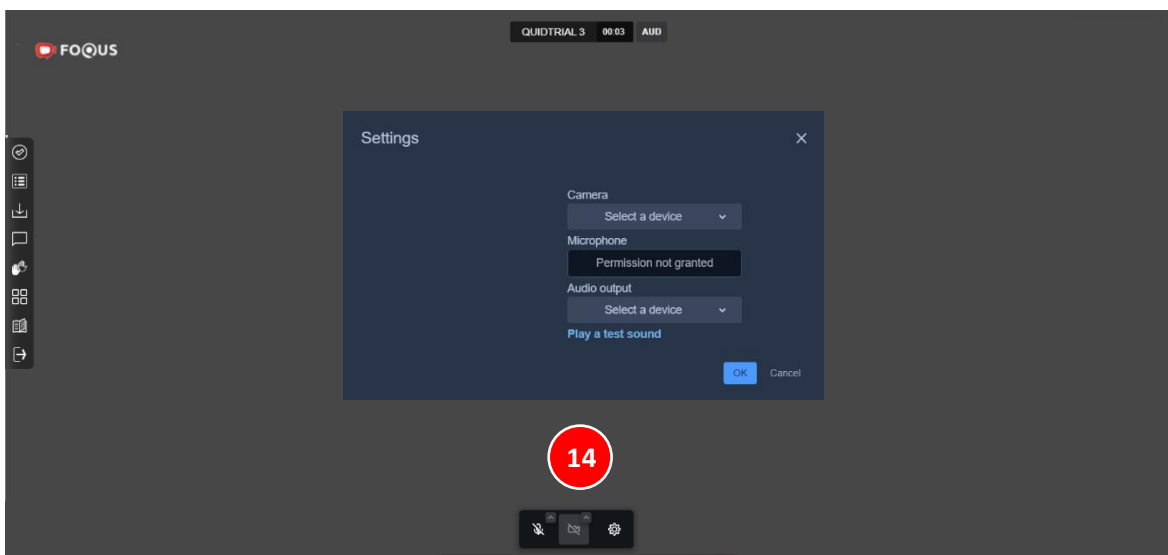 QUIDTRIAL 3 00:03 AUD
FOQUS
Settings
Camera
Select a device
Microphone
Permission not granted
Audio output
Select a device
Play a test sound
OK Cancel
14